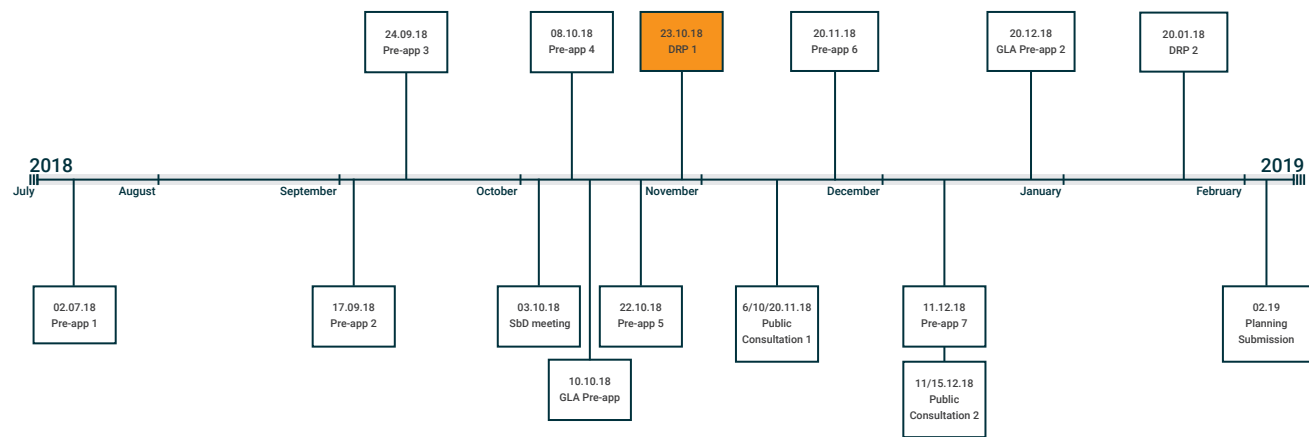 24.09.18
Pre-app 3
08.10.18
Pre-app 4
23.10.18
DRP 1
20.11.18
Pre-app 6
20.12.18
GLA Pre-app 2
20.01.18
DRP 2
2018
2019
July
August
September
October
November
December
January
February
02.07.18
Pre-app 1
17.09.18
Pre-app 2
03.10.18
SbD meeting
10.10.18
GLA Pre-app
22.10.18
Pre-app 5
6/10/20.11.18
Public
Consultation 1
11.12.18
Pre-app 7
11/15.12.18
Public
Consultation 2
02.19
Planning
Submission